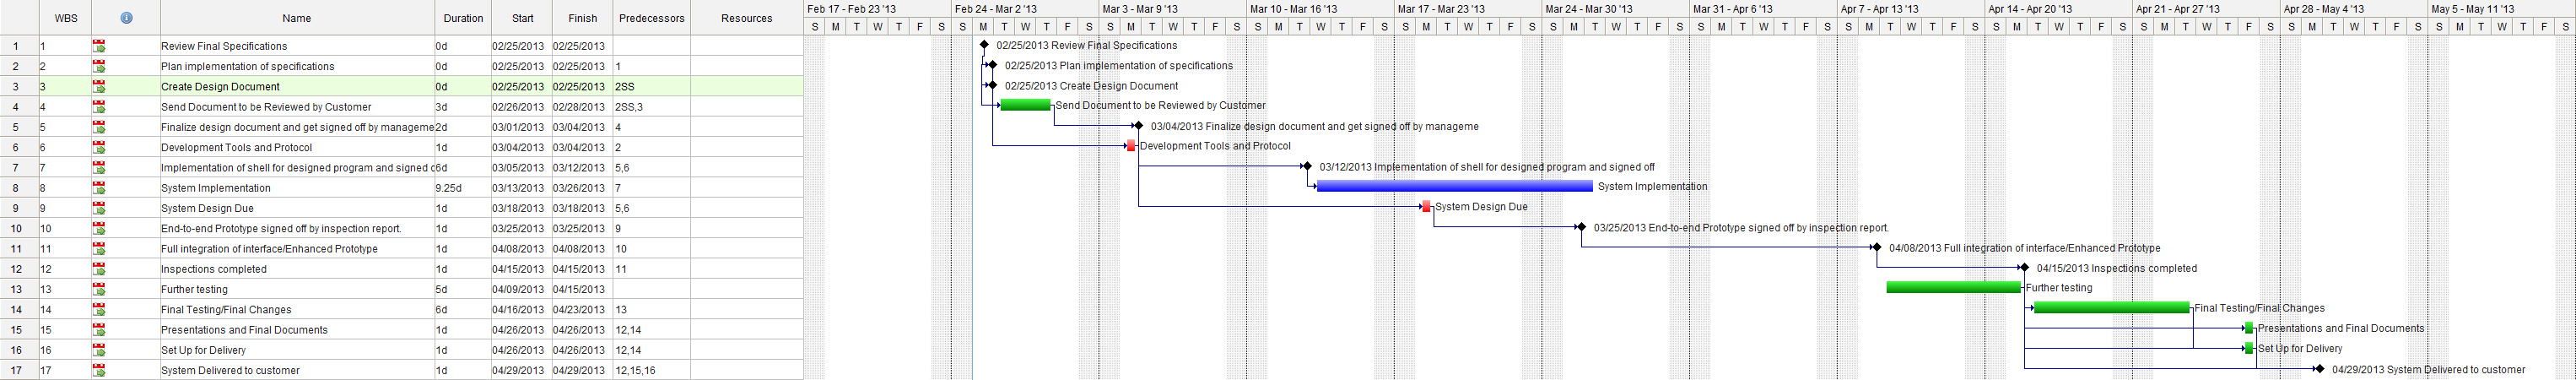 WBS Name Duration Start Finish Predecessors Resources
Feb 17 - Feb 23 '13 Feb 24 - Mar 2 '13 Mar 3 - Mar 9 '13 Mar 10 - Mar 16 '13 Mar 17 - Mar 23 '13 Mar 24 - Mar 30 '13 Mar 31 - Apr 6 '13 Apr 7 - Apr 13 '13 Apr 14 - Apr 20 '13 Apr 21 - Apr 27 '13 Apr 28 - May 4 '13 May 5 - May 11 '13
S M T W T F S S M T W T F S S M T W T F S S M T W T F S S M T W T F S S M T W T F S S M T W T F S S M T W T F S S M T W T F S S M T W T F S S M T W T F S S M T W T F S
1 1 Review Final Specifications 0d 02/25/2013 02/25/2013 02/25/2013 Review Final Specifications
2 2 Plan implementation of specifications 0d 02/25/2013 02/25/2013 1 02/25/2013 Plan implementation of specifications
3 3 Create Design Document 0d 02/25/2013 02/25/2013 2SS 02/25/2013 Create Design Document
4 4 Send Document to be Reviewed by Customer 3d 02/26/2013 02/28/2013 2SS,3 Send Document to be Reviewed by Customer
5 5 Finalize design document and get signed off by manageme 2d 03/01/2013 03/04/2013 4 03/04/2013 Finalize design document and get signed off by manageme
6 6 Development Tools and Protocol 1d 03/04/2013 03/04/2013 2 Development Tools and Protocol
7 7 Implementation of shell for designed program and signed o 6d 03/05/2013 03/12/2013 5,6 03/12/2013 Implementation of shell for designed program and signed off
8 8 System Implementation 9.25d 03/13/2013 03/26/2013 7 System Implementation
9 9 System Design Due 1d 03/18/2013 03/18/2013 5,6 System Design Due
10 10 End-to-end Prototype signed off by inspection report. 1d 03/25/2013 03/25/2013 9 03/25/2013 End-to-end Prototype signed off by inspection report.
11 11 Full integration of interface/Enhanced Prototype 1d 04/08/2013 04/08/2013 10 04/08/2013 Full integration of interface/Enhanced Prototype
12 12 Inspections completed 1d 04/15/2013 04/15/2013 11 04/15/2013 Inspections completed
13 13 Further testing 5d 04/09/2013 04/15/2013 Further testing
14 14 Final Testing/Final Changes 6d 04/16/2013 04/23/2013 13 Final Testing/Final Changes
15 15 Presentations and Final Documents 1d 04/26/2013 04/26/2013 12,14 Presentations and Final Documents
16 16 Set Up for Delivery 1d 04/26/2013 04/26/2013 12,14 Set Up for Delivery
17 17 System Delivered to customer 1d 04/29/2013 04/29/2013 12,15,16 04/29/2013 System Delivered to customer